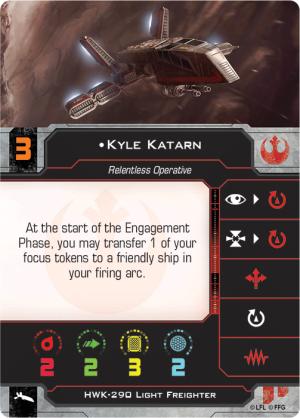 3
•Kyle Katarn
Relentless Operative
At the start of the Engagement
Phase, you may transfer 1 of your
focus tokens to a friendly ship in
your firing arc.
2 2 3 2
HWK-290 Light Freighter
©LFL ©FFG